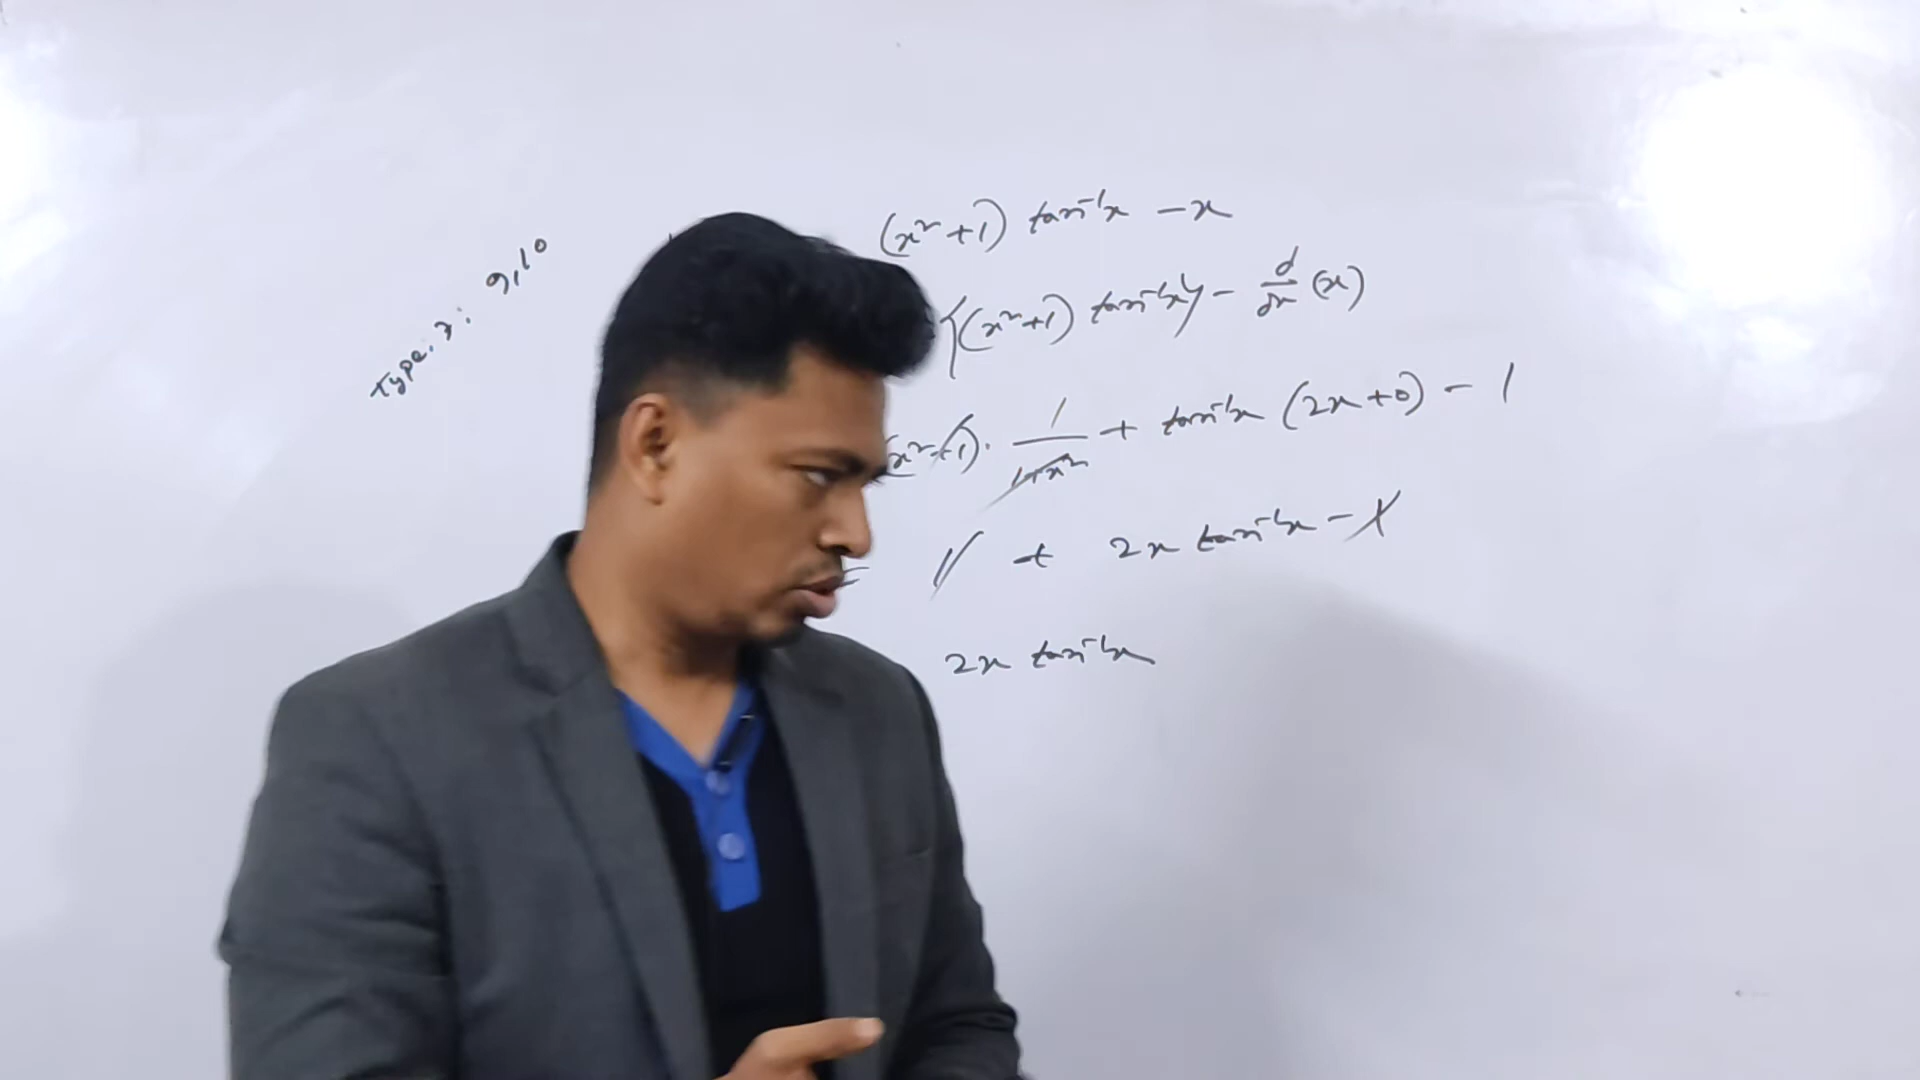 Type. 3: 9,10
(x²+1) tan⁻¹x - x
{(x²+1) tan⁻¹x} - d/dx (x)
(x²+1). 1/1+x² + tan⁻¹x (2x+0) - 1
= 1 + 2x tan⁻¹x - 1
2x tan⁻¹x